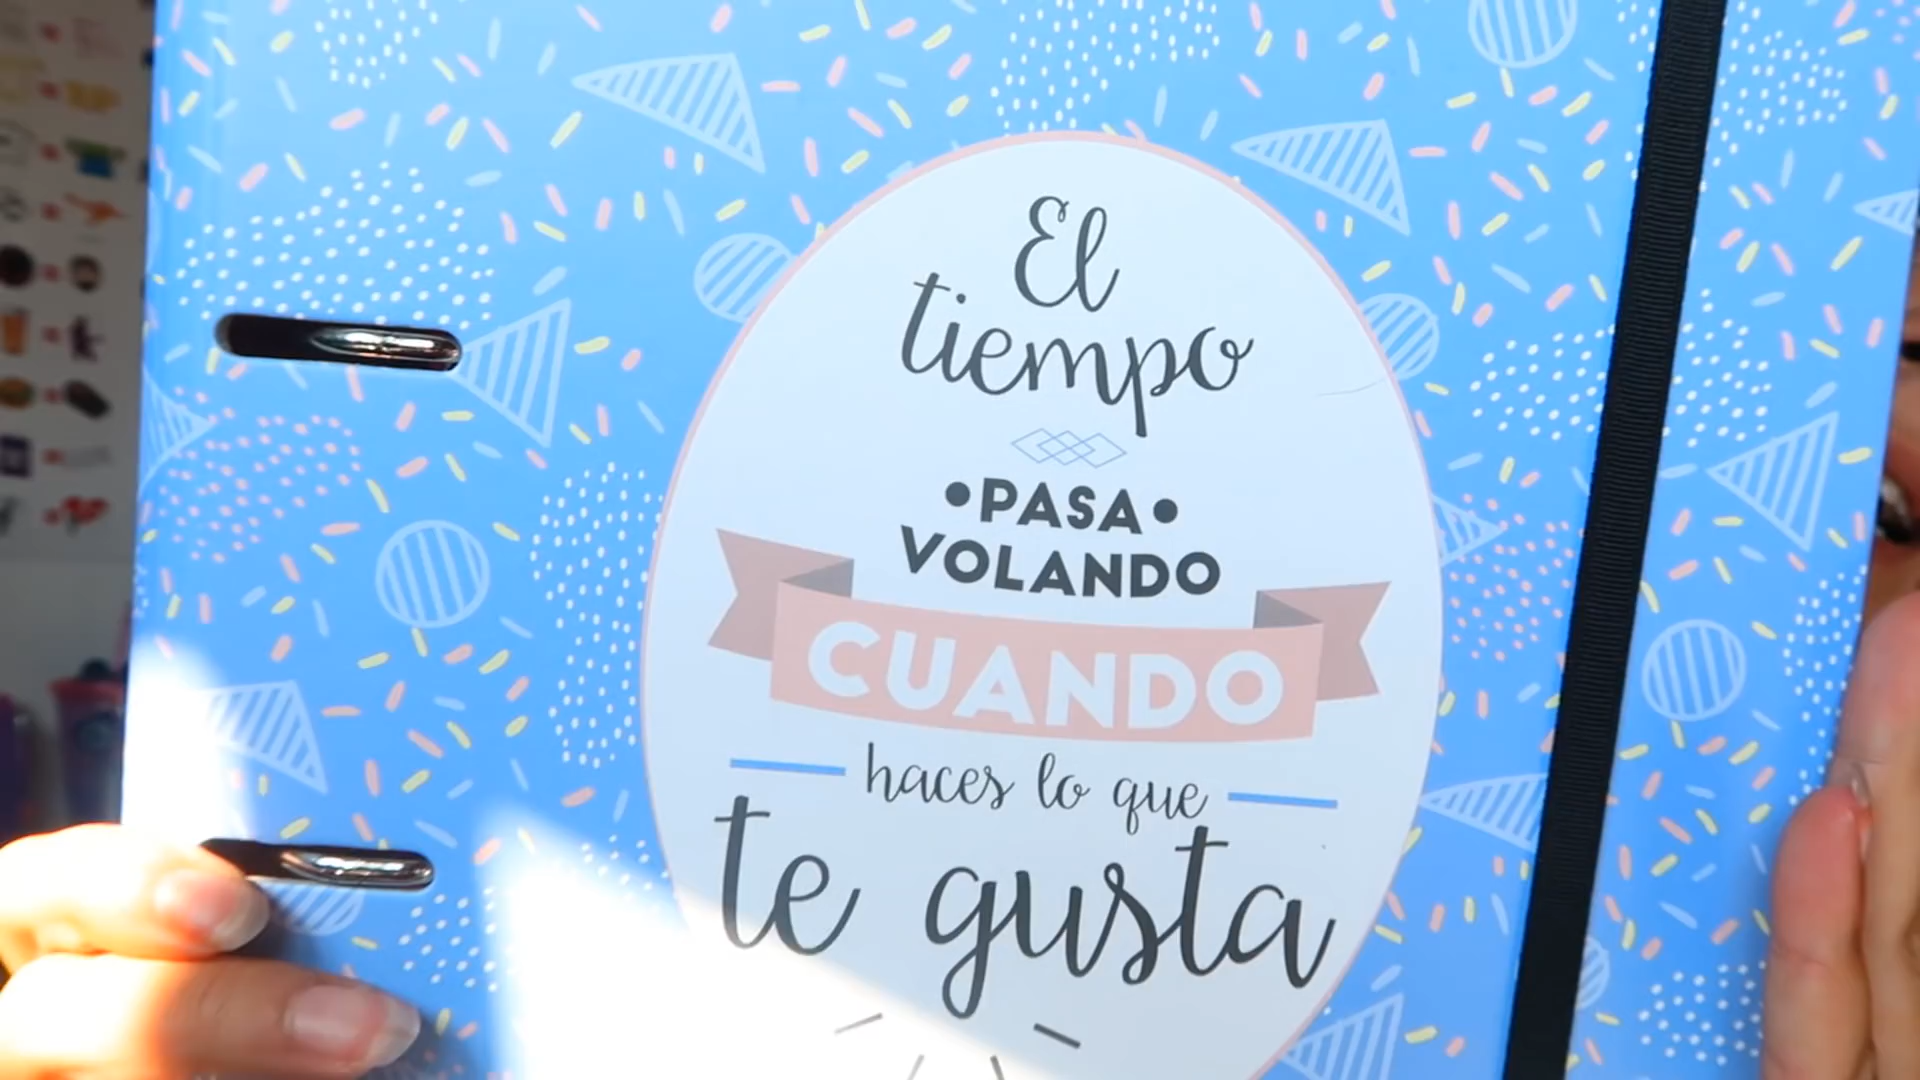 El
tiempo
•PASA•
VOLANDO
CUANDO
haces lo que
te gusta